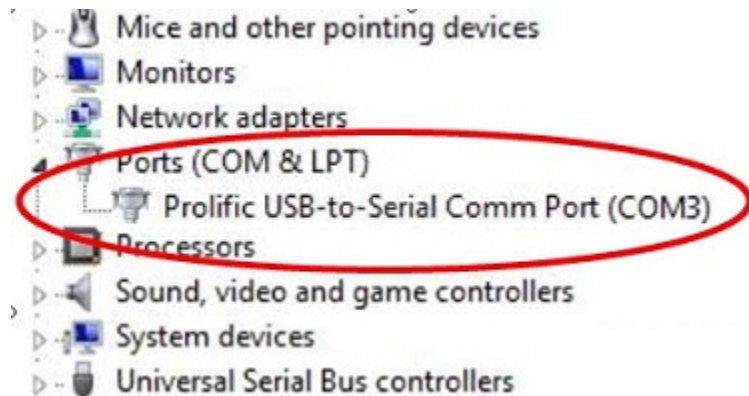 Mice and other pointing devices
Monitors
Network adapters
Ports (COM & LPT)
Prolific USB-to-Serial Comm Port (COM3)
Processors
Sound, video and game controllers
System devices
Universal Serial Bus controllers